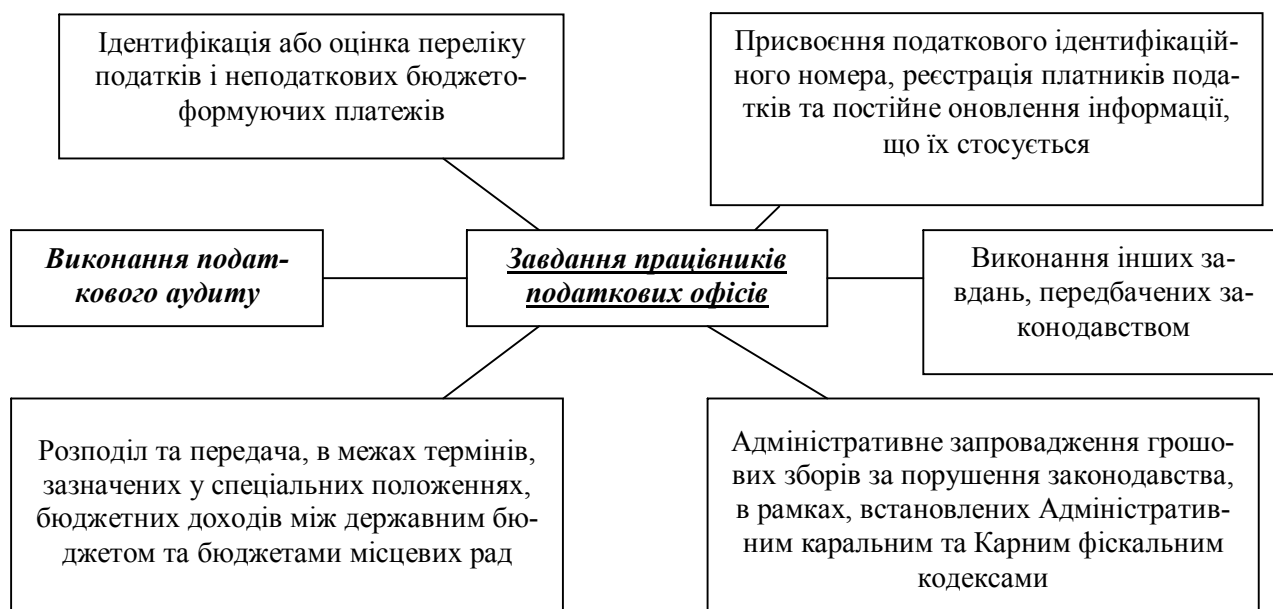 Ідентифікація або оцінка переліку
податків і неподаткових бюджето-
формуючих платежів
Присвоєння податкового ідентифікацій-
ного номера, реєстрація платників пода-
тків та постійне оновлення інформації,
що їх стосується
Виконання подат-
кового аудиту
Завдання працівників
податкових офісів
Виконання інших за-
вдань, передбачених за-
конодавством
Розподіл та передача, в межах термінів,
зазначених у спеціальних положеннях,
бюджетних доходів між державним бю-
джетом та бюджетами місцевих рад
Адміністративне запровадження грошо-
вих зборів за порушення законодавства,
в рамках, встановлених Адміністратив-
ним каральним та Карним фіскальним
кодексами